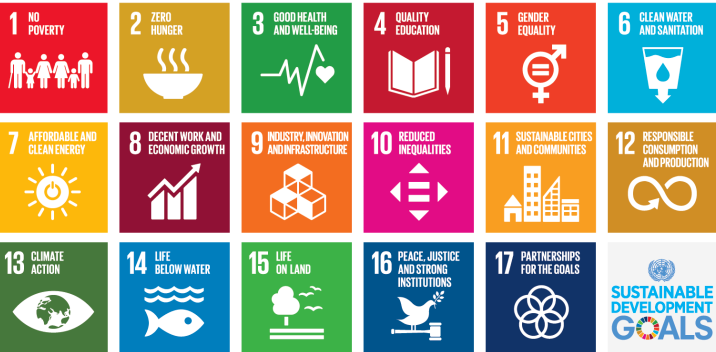 1 NO
POVERTY
2 ZERO
HUNGER
3 GOOD HEALTH
AND WELL-BEING
4 QUALITY
EDUCATION
5 GENDER
EQUALITY
6 CLEAN WATER
AND SANITATION
7 AFFORDABLE AND
CLEAN ENERGY
8 DECENT WORK AND
ECONOMIC GROWTH
9 INDUSTRY, INNOVATION
AND INFRASTRUCTURE
10 REDUCED
INEQUALITIES
11 SUSTAINABLE CITIES
AND COMMUNITIES
12 RESPONSIBLE
CONSUMPTION
AND PRODUCTION
13 CLIMATE
ACTION
14 LIFE
BELOW WATER
15 LIFE
ON LAND
16 PEACE, JUSTICE
AND STRONG
INSTITUTIONS
17 PARTNERSHIPS
FOR THE GOALS
SUSTAINABLE
DEVELOPMENT
GOALS